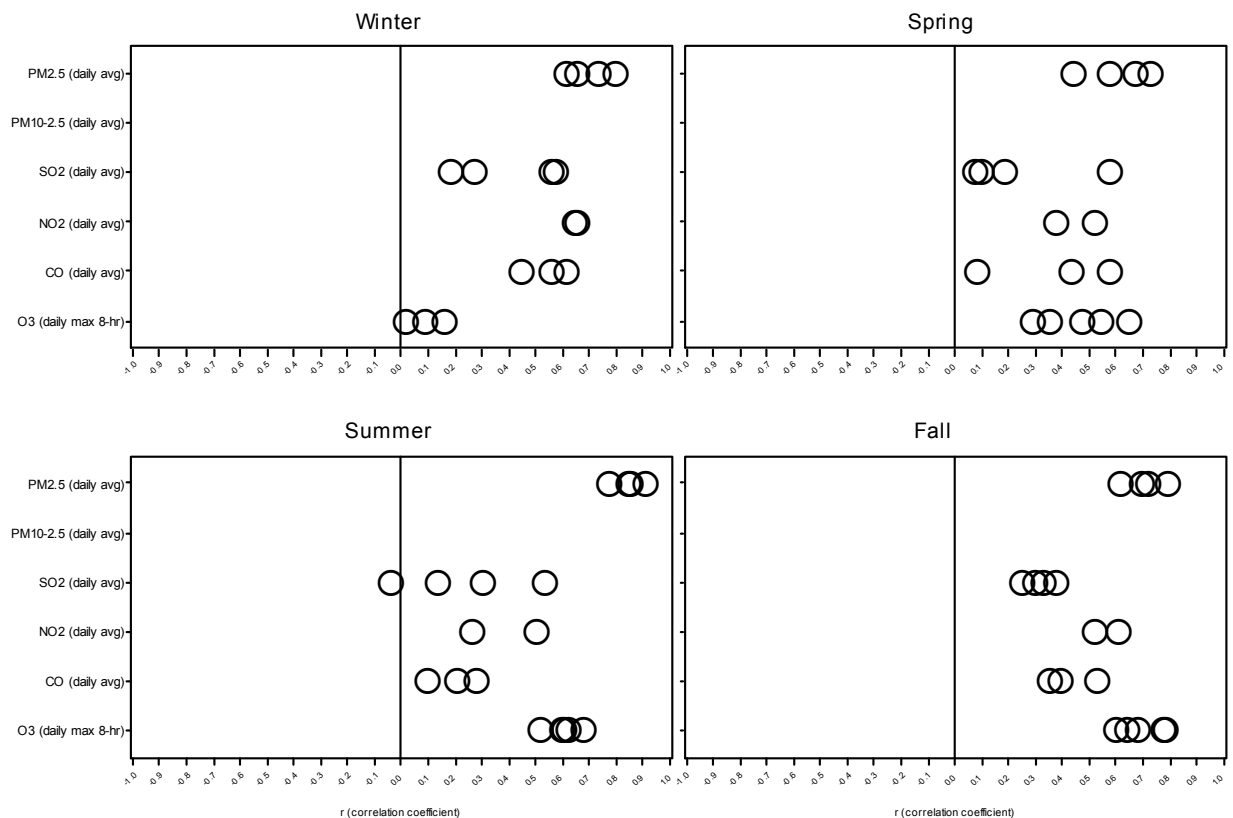 Winter
Spring
PM2.5 (daily avg)
PM10-2.5 (daily avg)
SO2 (daily avg)
NO2 (daily avg)
CO (daily avg)
O3 (daily max 8-hr)
-1.0 -0.9 -0.8 -0.7 -0.6 -0.5 -0.4 -0.3 -0.2 -0.1 0.0 0.1 0.2 0.3 0.4 0.5 0.6 0.7 0.8 0.9 1.0
-1.0 -0.9 -0.8 -0.7 -0.6 -0.5 -0.4 -0.3 -0.2 -0.1 0.0 0.1 0.2 0.3 0.4 0.5 0.6 0.7 0.8 0.9 1.0
Summer
Fall
PM2.5 (daily avg)
PM10-2.5 (daily avg)
SO2 (daily avg)
NO2 (daily avg)
CO (daily avg)
O3 (daily max 8-hr)
-1.0 -0.9 -0.8 -0.7 -0.6 -0.5 -0.4 -0.3 -0.2 -0.1 0.0 0.1 0.2 0.3 0.4 0.5 0.6 0.7 0.8 0.9 1.0
-1.0 -0.9 -0.8 -0.7 -0.6 -0.5 -0.4 -0.3 -0.2 -0.1 0.0 0.1 0.2 0.3 0.4 0.5 0.6 0.7 0.8 0.9 1.0
r (correlation coefficient)
r (correlation coefficient)